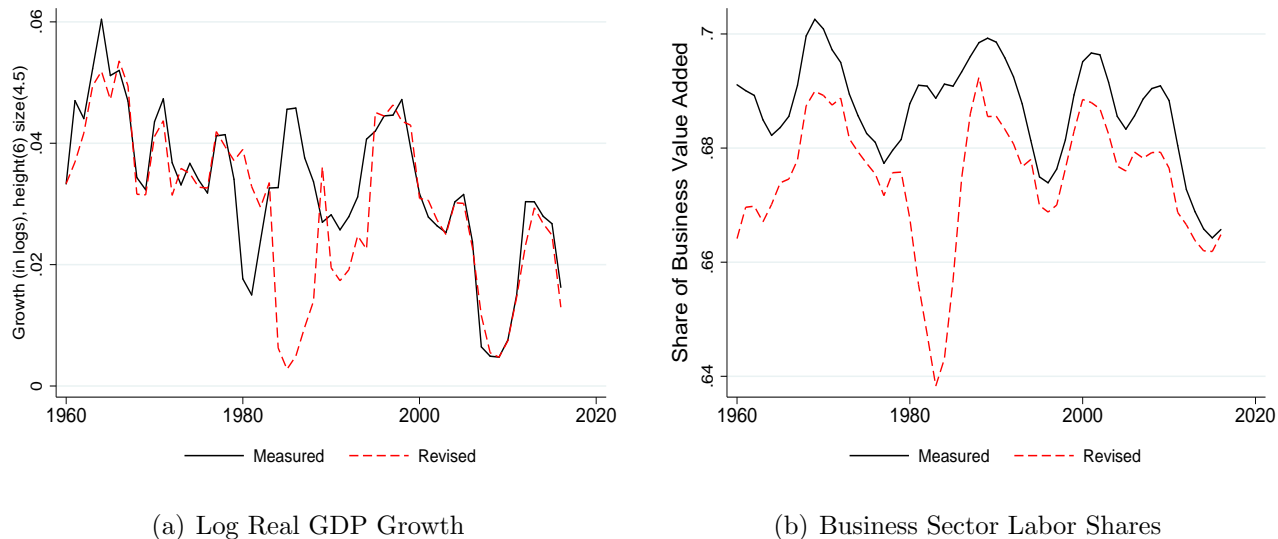 Growth (in logs), height(6) size(4.5)
.06
.04
.02
0
1960 1980 2000 2020
Measured Revised
(a) Log Real GDP Growth
Share of Business Value Added
.7
.68
.66
.64
1960 1980 2000 2020
Measured Revised
(b) Business Sector Labor Shares